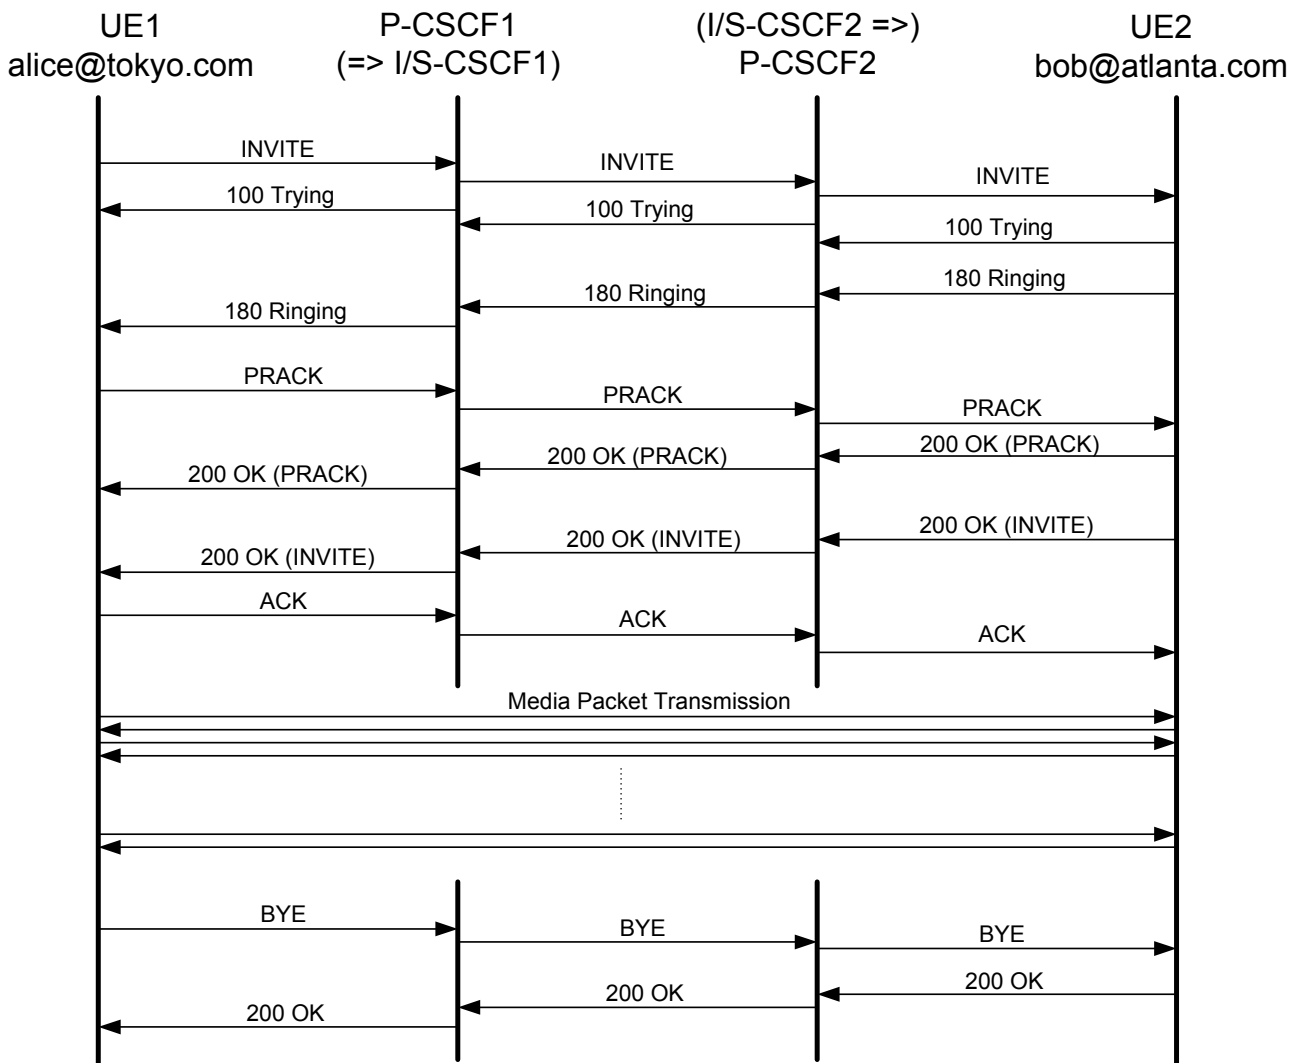 UE1
alice@tokyo.com
P-CSCF1
(=> I/S-CSCF1)
(I/S-CSCF2 =>)
P-CSCF2
UE2
bob@atlanta.com
INVITE
INVITE
INVITE
100 Trying
100 Trying
100 Trying
180 Ringing
180 Ringing
180 Ringing
PRACK
PRACK
PRACK
200 OK (PRACK)
200 OK (PRACK)
200 OK (PRACK)
200 OK (INVITE)
200 OK (INVITE)
200 OK (INVITE)
ACK
ACK
ACK
Media Packet Transmission
BYE
BYE
BYE
200 OK
200 OK
200 OK